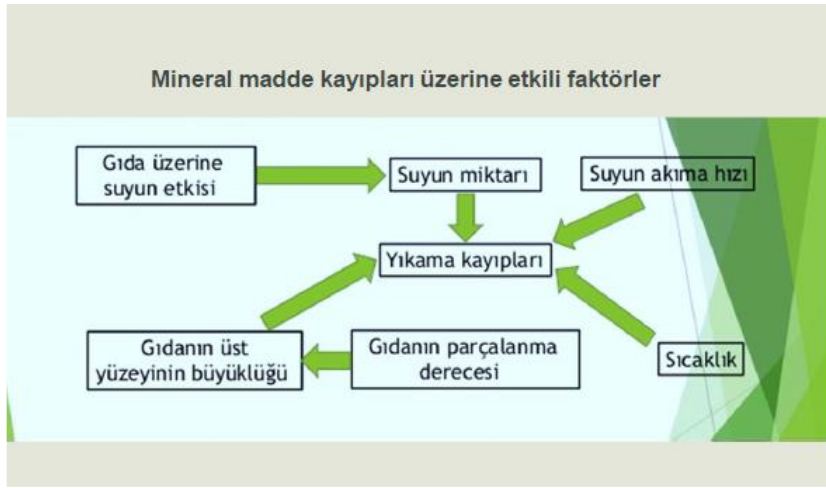 Mineral madde kayıpları üzerine etkili faktörler
Gıda üzerine
suyun etkisi
Suyun miktarı
Suyun akıma hızı
Yıkama kayıpları
Gıdanın üst
yüzeyinin büyüklüğü
Gıdanın parçalanma
derecesi
Sıcaklık